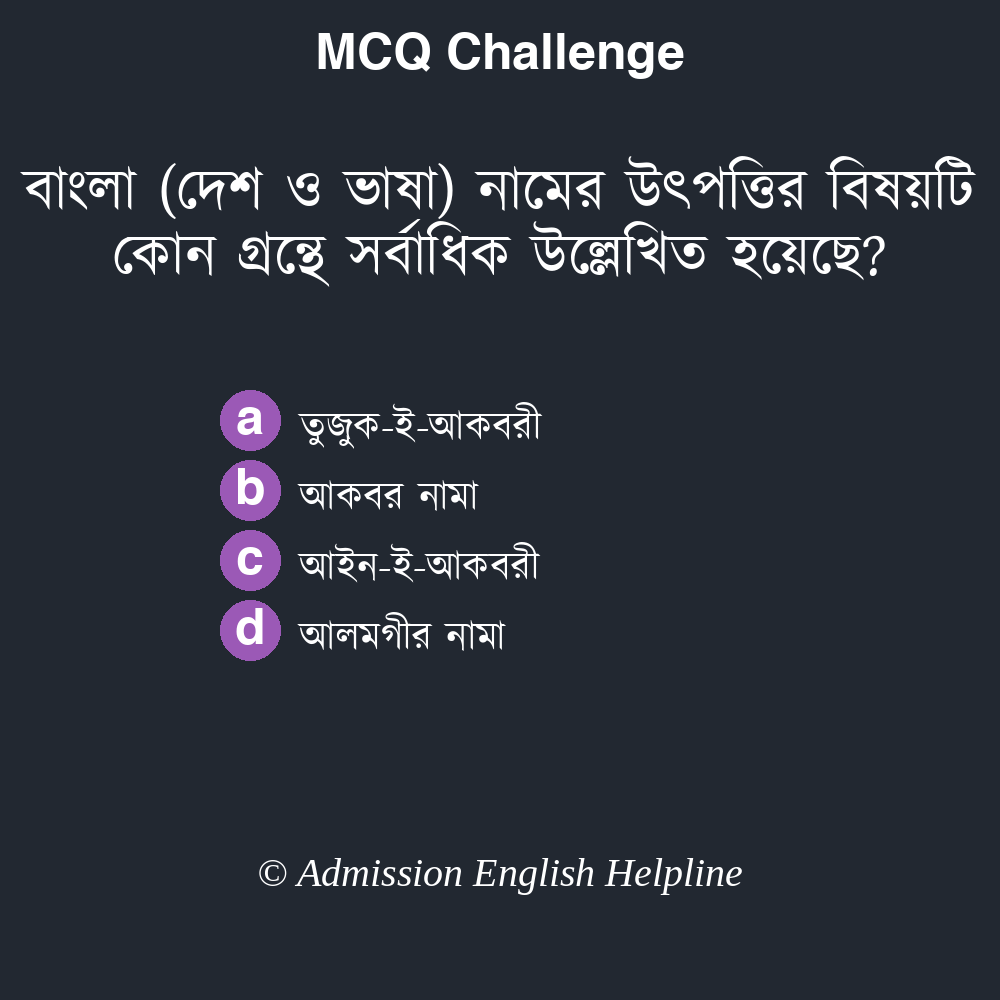 MCQ Challenge
বাংলা (দেশ ও ভাষা) নামের উৎপত্তির বিষয়টি
কোন গ্রন্থে সর্বাধিক উল্লেখিত হয়েছে?
a তুজুক-ই-আকবরী
b আকবর নামা
c আইন-ই-আকবরী
d আলমগীর নামা
© Admission English Helpline